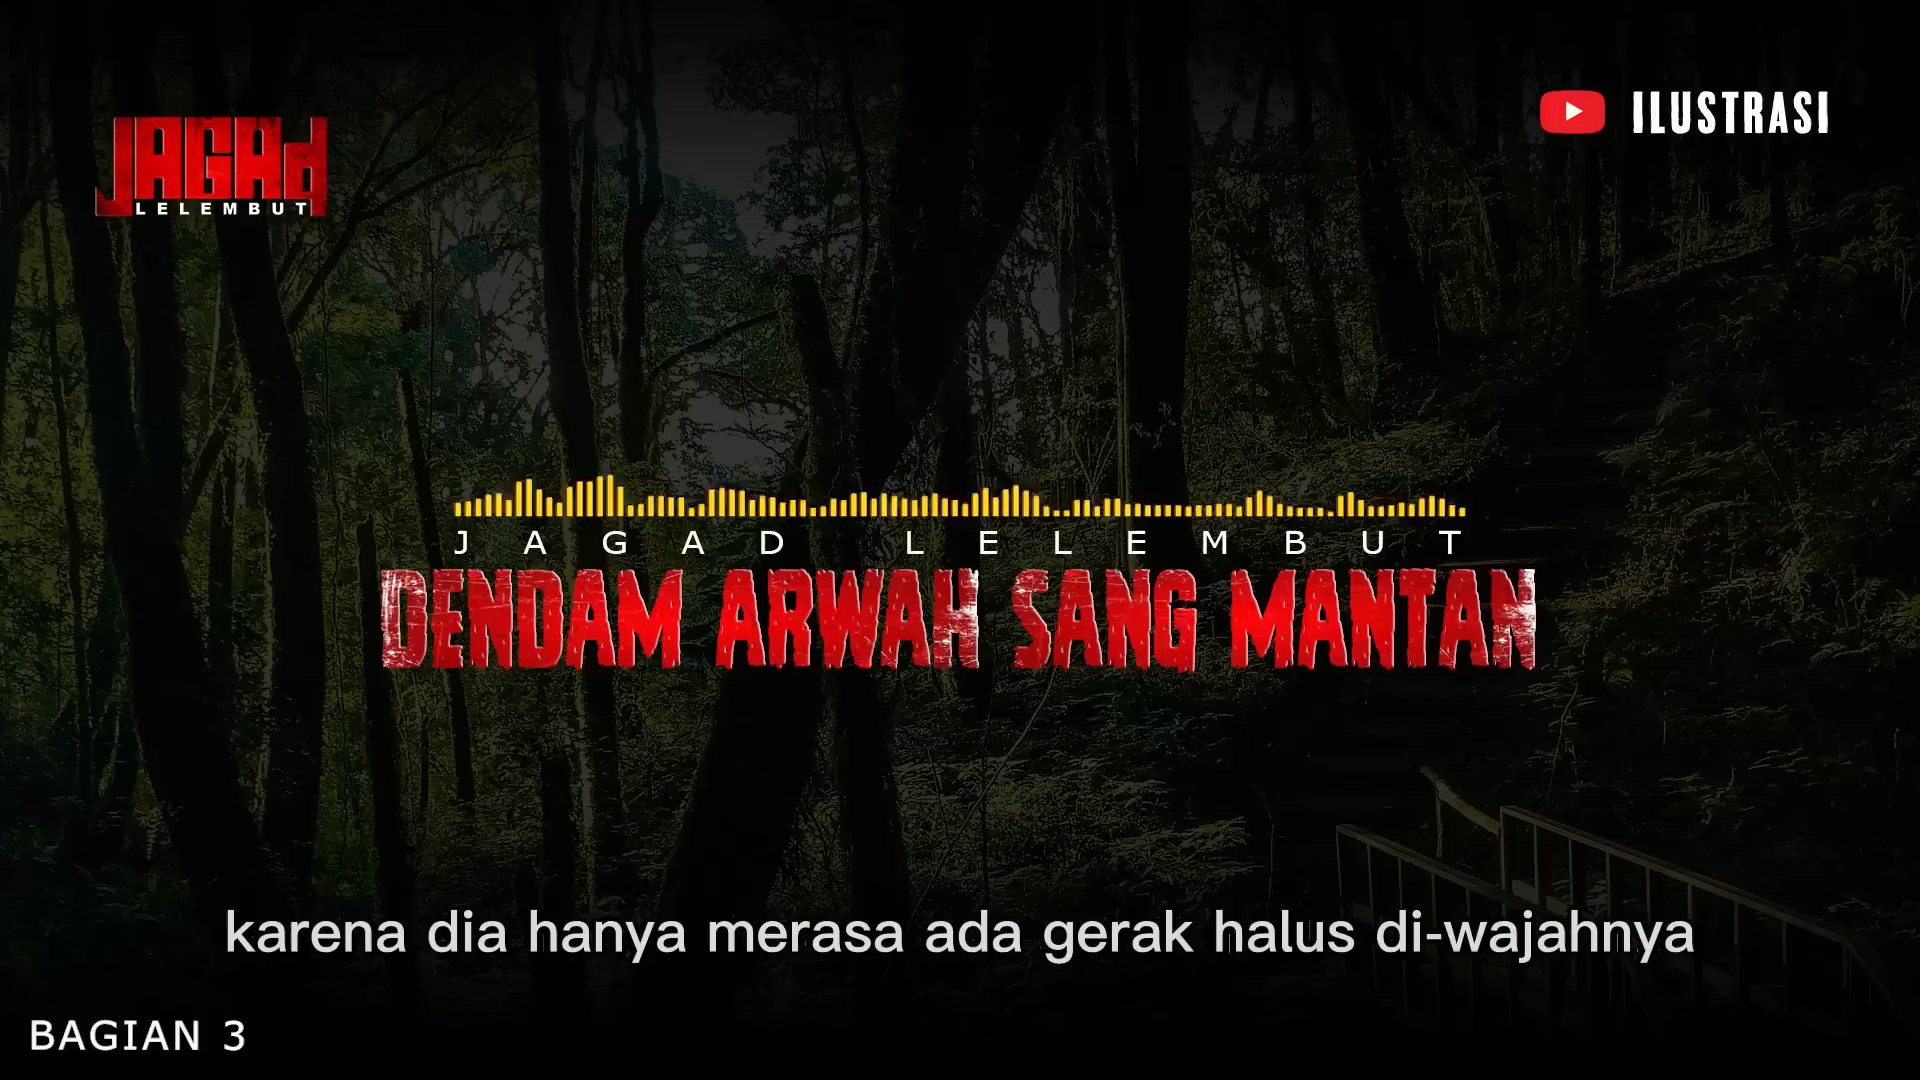 JAGAd
LELEMBUT
ILUSTRASI
JAGAD LELEMBUT
DENDAM ARWAH SANG MANTAN
karena dia hanya merasa ada gerak halus di-wajahnya
BAGIAN 3